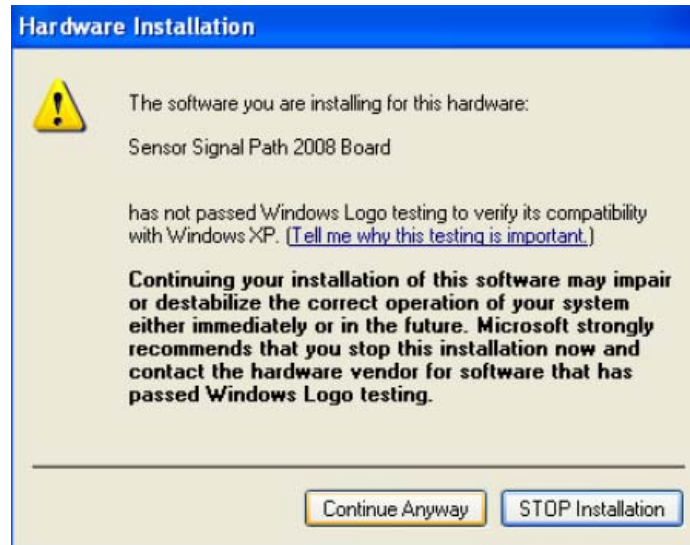 Hardware Installation
The software you are installing for this hardware:
Sensor Signal Path 2008 Board
has not passed Windows Logo testing to verify its compatibility
with Windows XP. (Tell me why this testing is important.)
Continuing your installation of this software may impair
or destabilize the correct operation of your system
either immediately or in the future. Microsoft strongly
recommends that you stop this installation now and
contact the hardware vendor for software that has
passed Windows Logo testing.
Continue Anyway
STOP Installation